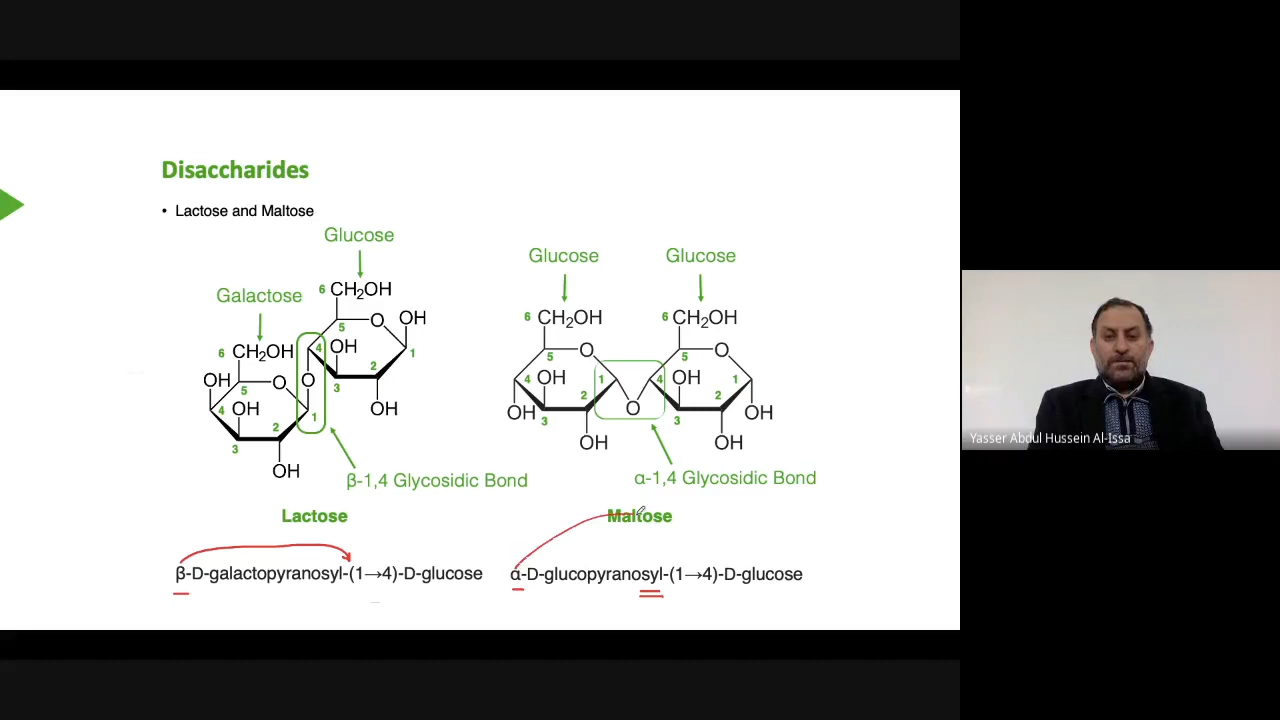 Disaccharides
• Lactose and Maltose
Glucose
Galactose
6 CH₂OH
5
O
OH
4
OH
3
2
OH
1
6 CH₂OH
OH
5
O
4
OH
3
2
OH
1
O
β-1,4 Glycosidic Bond
Lactose
β-D-galactopyranosyl-(1→4)-D-glucose
Glucose
Glucose
6 CH₂OH
5
O
4
OH
OH
3
2
OH
1
O
6 CH₂OH
5
O
4
OH
3
2
OH
1
OH
α-1,4 Glycosidic Bond
Maltose
α-D-glucopyranosyl-(1→4)-D-glucose
Yasser Abdul Hussein Al-Issa